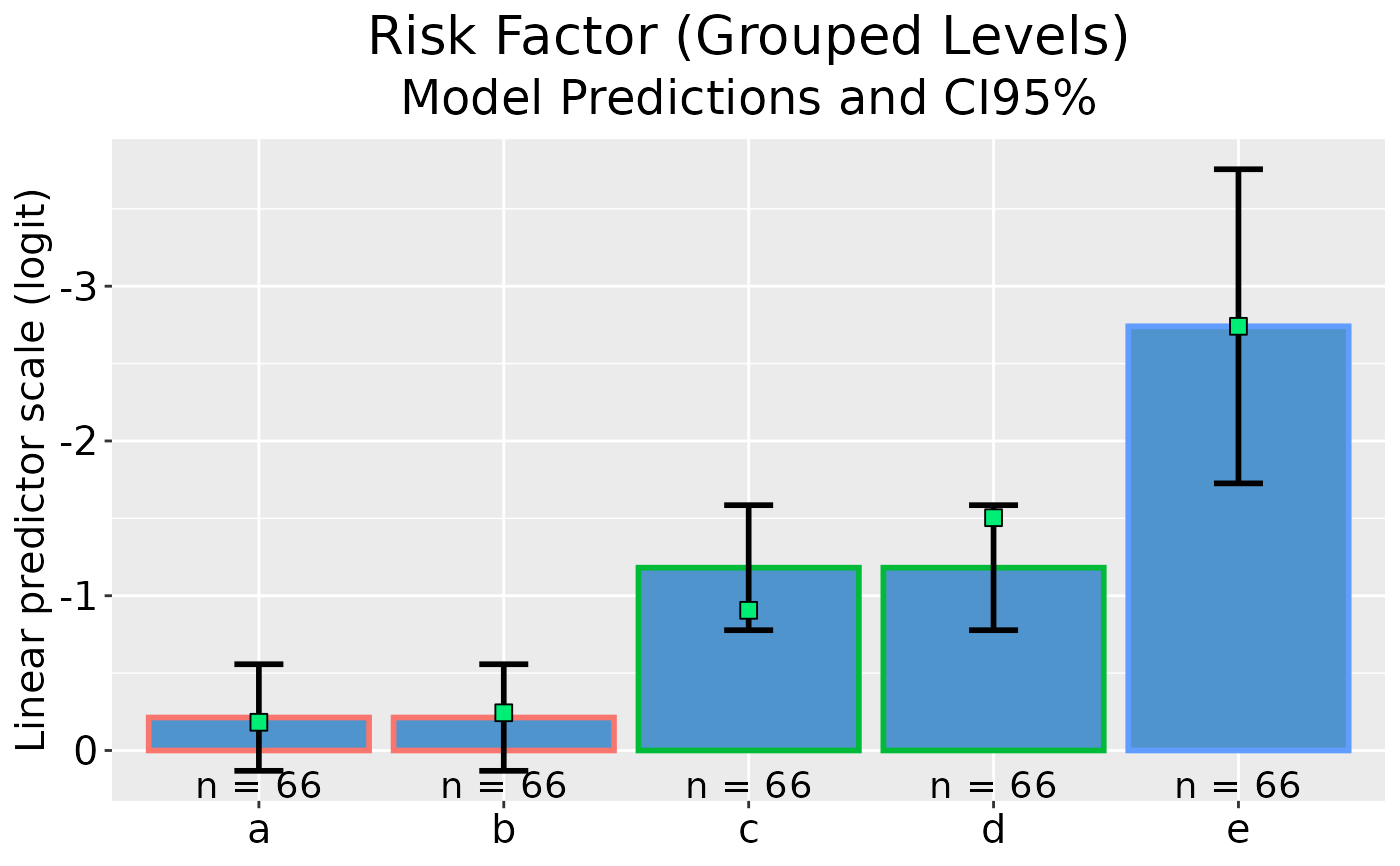 Risk Factor (Grouped Levels)
Model Predictions and CI95%
Linear predictor scale (logit)
-3
-2
-1
0
n = 66 n = 66 n = 66 n = 66 n = 66
a b c d e